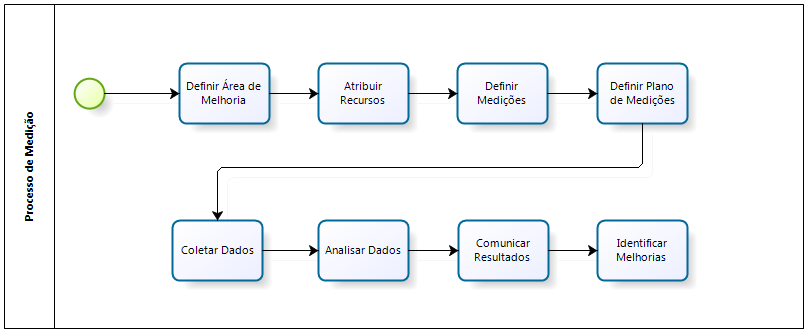 Processo de Medição
Definir Área de
Melhoria
Atribuir
Recursos
Definir
Medições
Definir Plano
de Medições
Coletar Dados
Analisar Dados
Comunicar
Resultados
Identificar
Melhorias